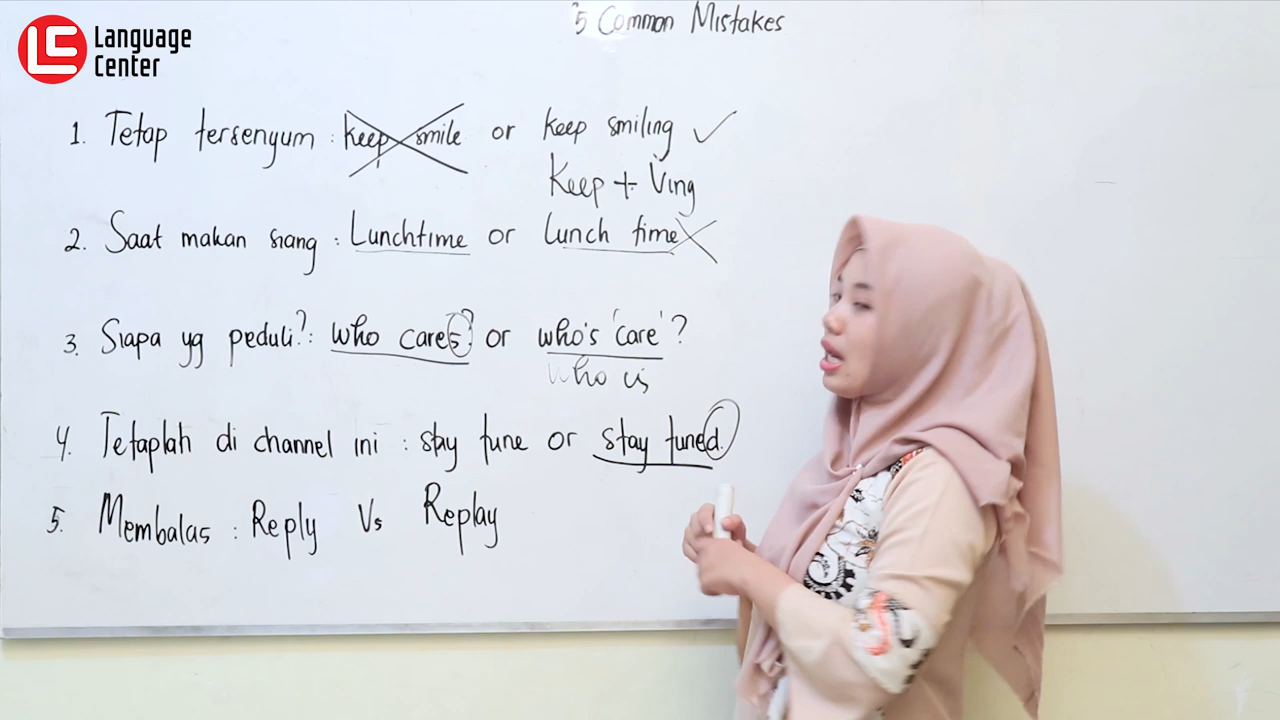 Language
Center
5 Common Mistakes
1. Tetap tersenyum : keep smile or keep smiling ✓
Keep + Ving
2. Saat makan siang : Lunchtime or Lunch time
3. Siapa yg peduli? : who cares? or who's 'care'?
Who is
4. Tetaplah di channel ini : stay tune or stay tuned.
5. Membalas : Reply Vs Replay